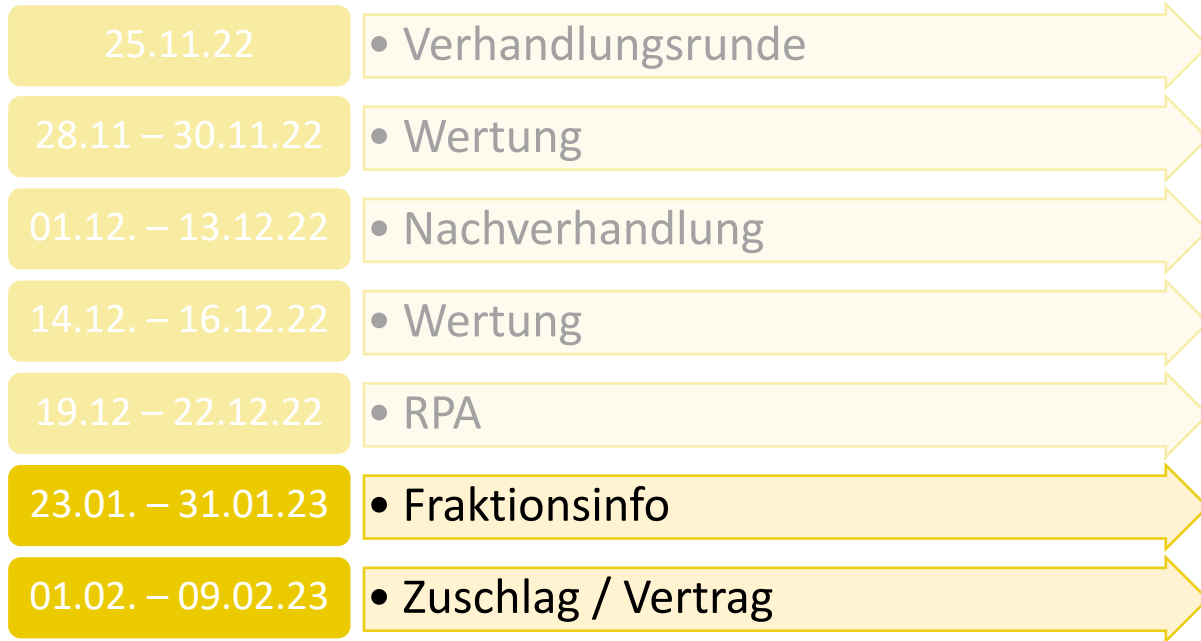 25.11.22 • Verhandlungsrunde
28.11 – 30.11.22 • Wertung
01.12. – 13.12.22 • Nachverhandlung
14.12. – 16.12.22 • Wertung
19.12 – 22.12.22 • RPA
23.01. – 31.01.23 • Fraktionsinfo
01.02. – 09.02.23 • Zuschlag / Vertrag